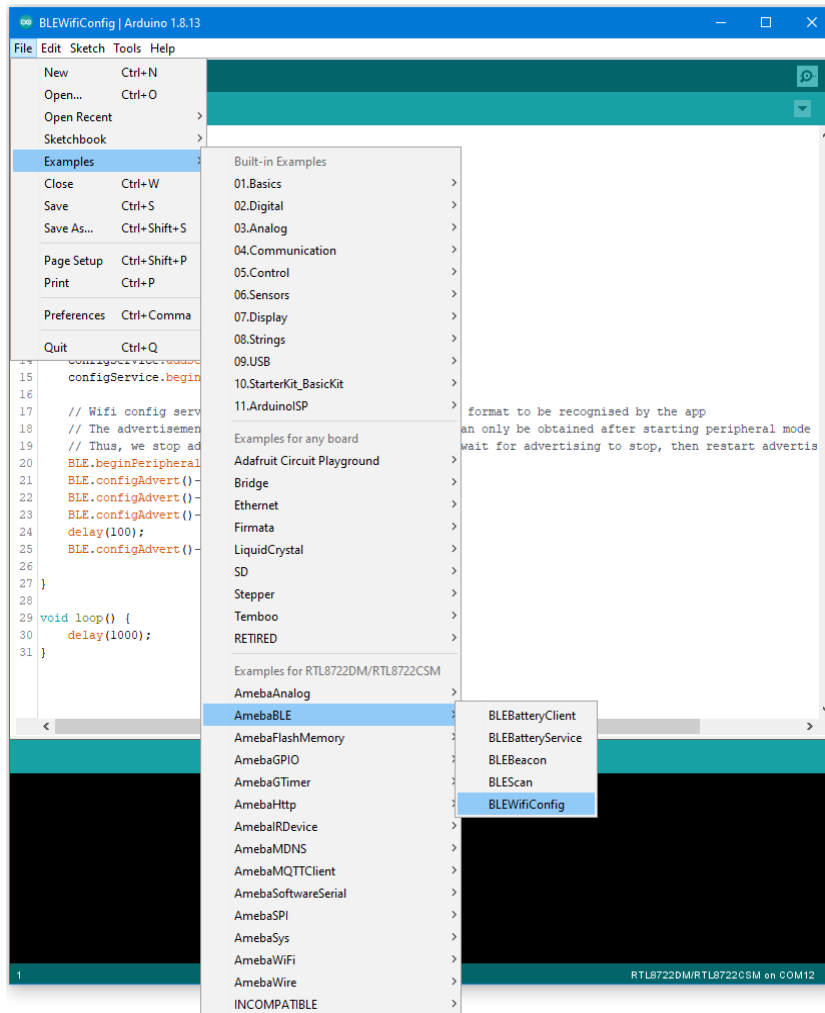 BLEWifiConfig | Arduino 1.8.13
File Edit Sketch Tools Help
New Ctrl+N
Open... Ctrl+O
Open Recent
Sketchbook
Examples
Close Ctrl+W
Save Ctrl+S
Save As... Ctrl+Shift+S
Page Setup Ctrl+Shift+P
Print Ctrl+P
Preferences Ctrl+Comma
Quit Ctrl+Q
Built-in Examples
01.Basics
02.Digital
03.Analog
04.Communication
05.Control
06.Sensors
07.Display
08.Strings
09.USB
10.StarterKit_BasicKit
11.ArduinoISP
Examples for any board
Adafruit Circuit Playground
Bridge
Ethernet
Firmata
LiquidCrystal
SD
Stepper
Temboo
RETIRED
Examples for RTL8722DM/RTL8722CSM
AmebaAnalog
AmebaBLE
AmebaFlashMemory
AmebaGPIO
AmebaGTimer
AmebaHttp
AmebaIRDevice
AmebaMDNS
AmebaMQTTClient
AmebaSoftwareSerial
AmebaSPI
AmebaSys
AmebaWiFi
AmebaWire
INCOMPATIBLE
BLEBatteryClient
BLEBatteryService
BLEBeacon
BLEScan
BLEWifiConfig
15 configService.begin
16
17 // Wifi config serv format to be recognised by the app
18 // The advertisemen an only be obtained after starting peripheral mode
19 // Thus, we stop ad wait for advertising to stop, then restart advertis
20 BLE.beginPeripheral
21 BLE.configAdvert()-
22 BLE.configAdvert()-
23 BLE.configAdvert()-
24 delay(100);
25 BLE.configAdvert()-
26
27 }
28
29 void loop() {
30 delay(1000);
31 }
1 RTL8722DM/RTL8722CSM on COM12